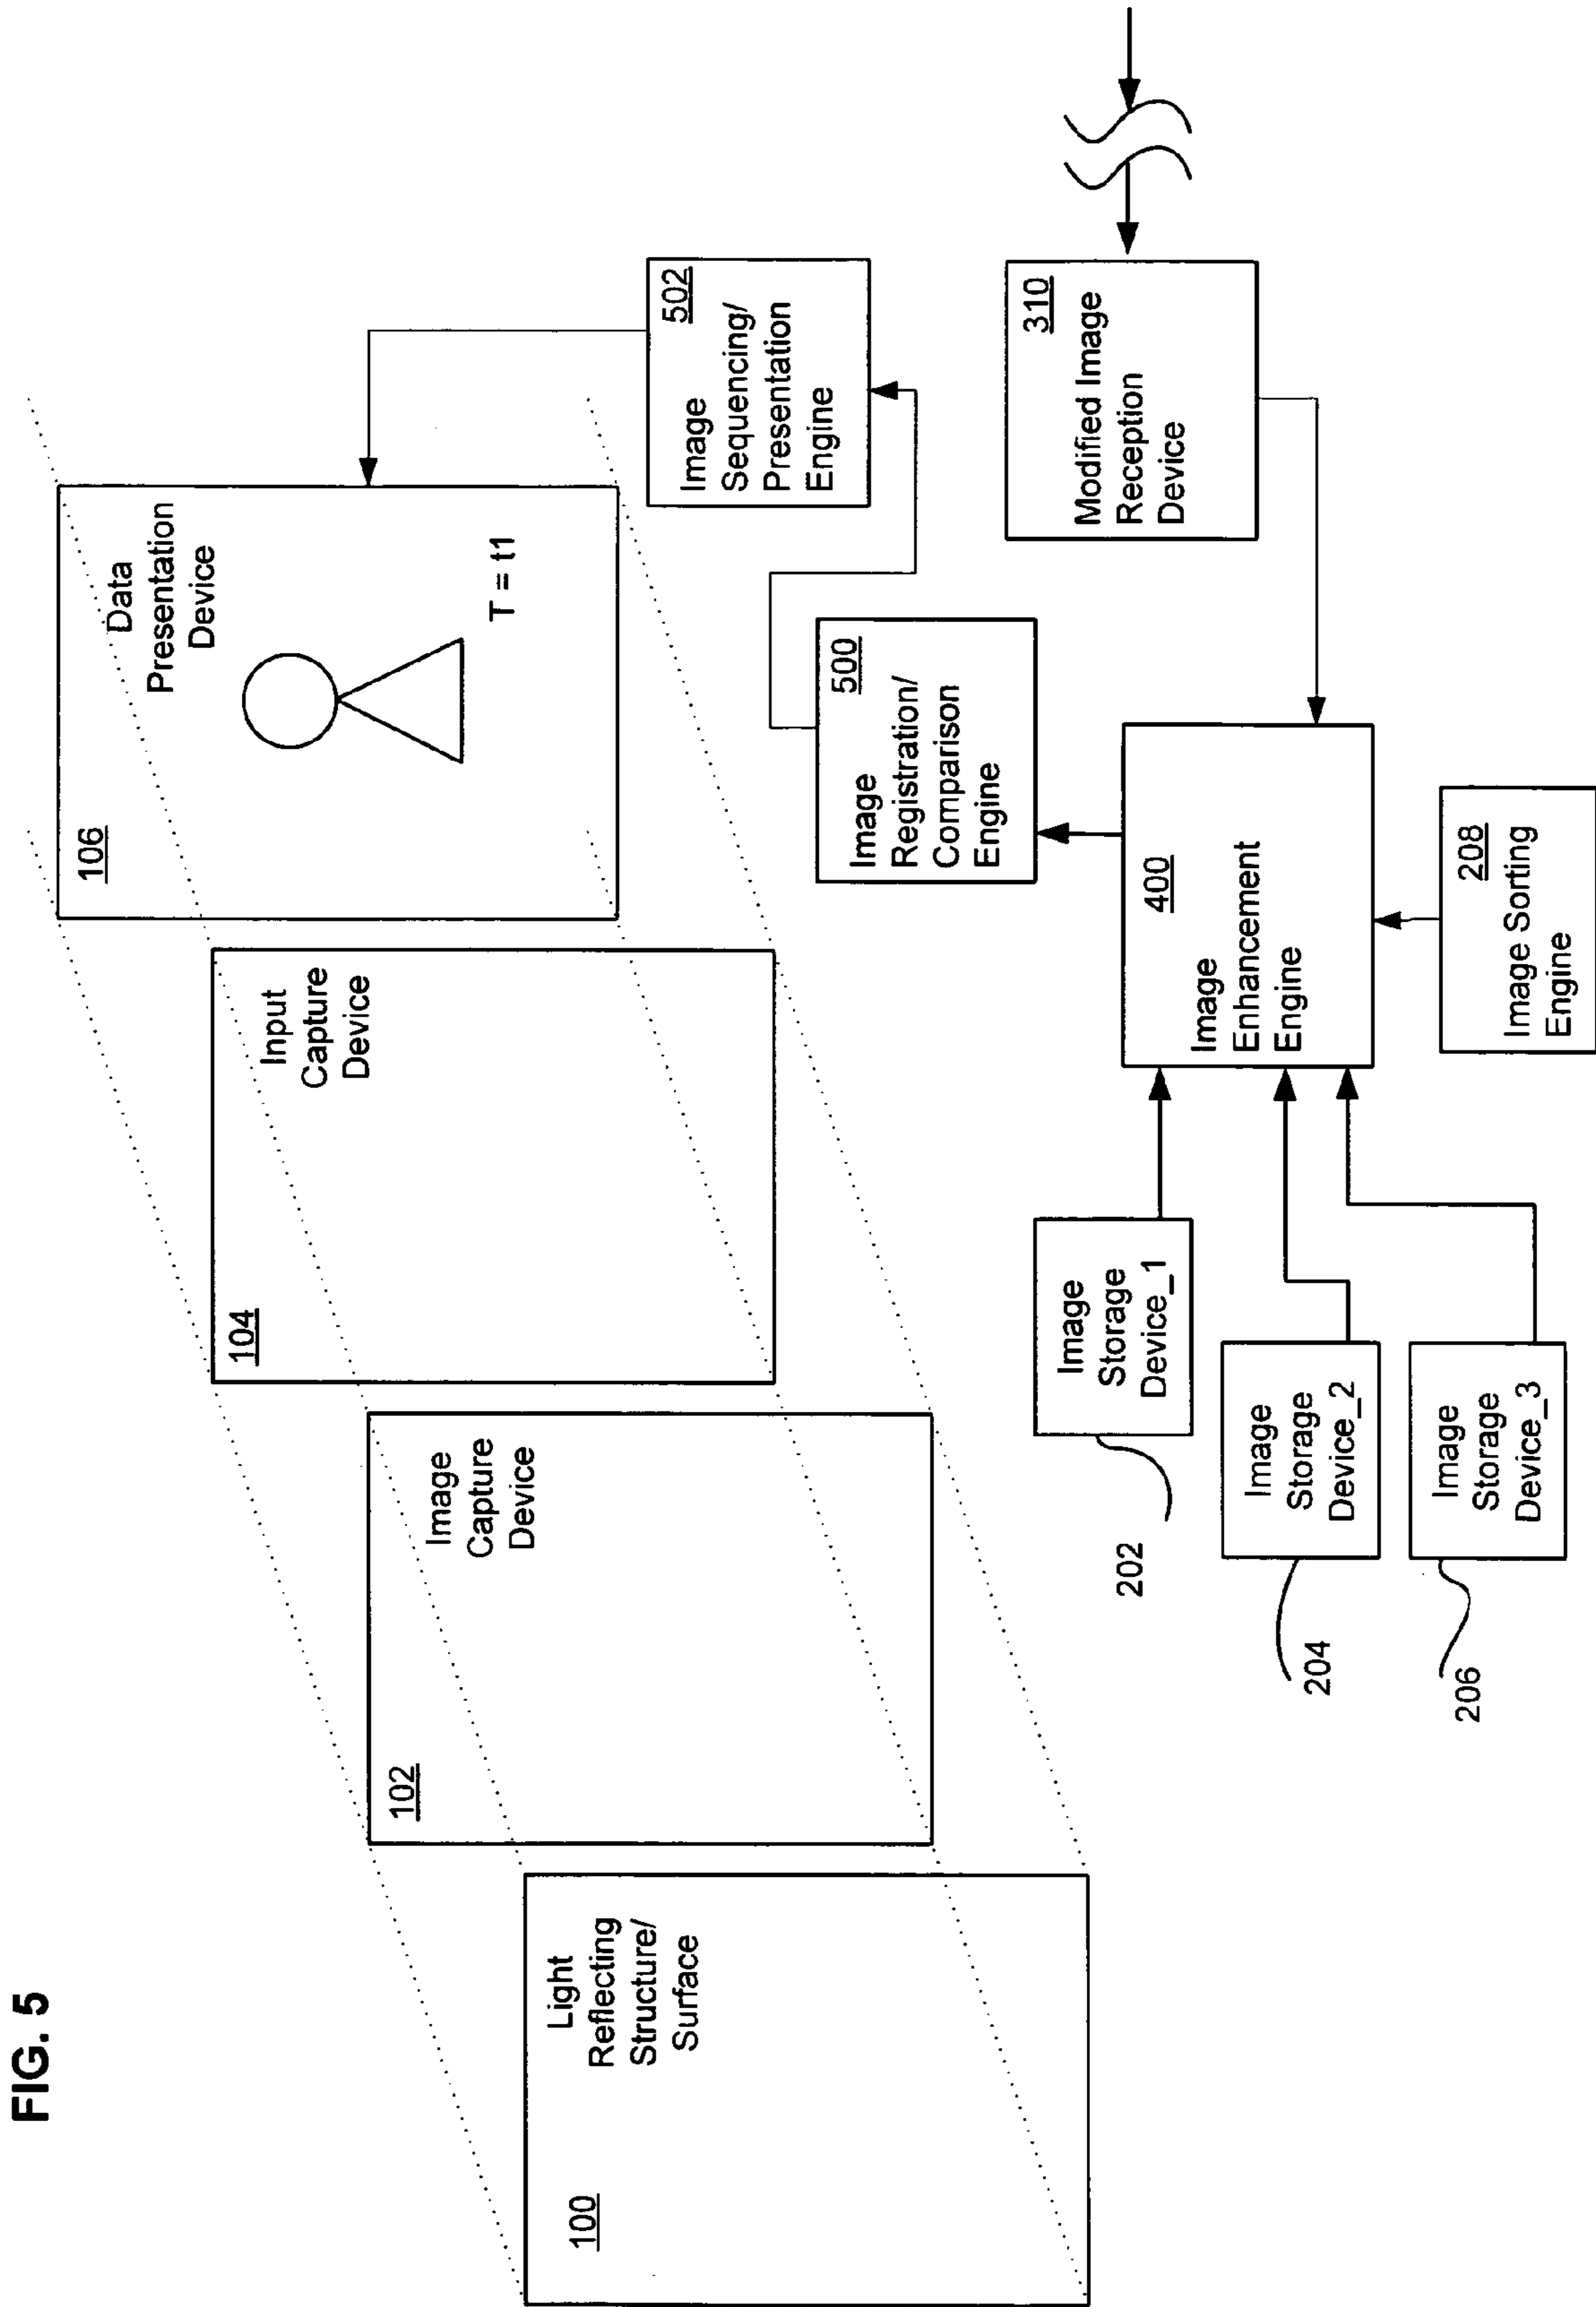 FIG. 5
100
Light
Reflecting
Structure/
Surface
102
Image
Capture
Device
104
Input
Capture
Device
106
Data
Presentation
Device
T = t1
502
Image
Sequencing/
Presentation
Engine
500
Image
Registration/
Comparison
Engine
310
Modified Image
Reception
Device
400
Image
Enhancement
Engine
208
Image Sorting
Engine
Image
Storage
Device_1
202
Image
Storage
Device_2
204
Image
Storage
Device_3
206